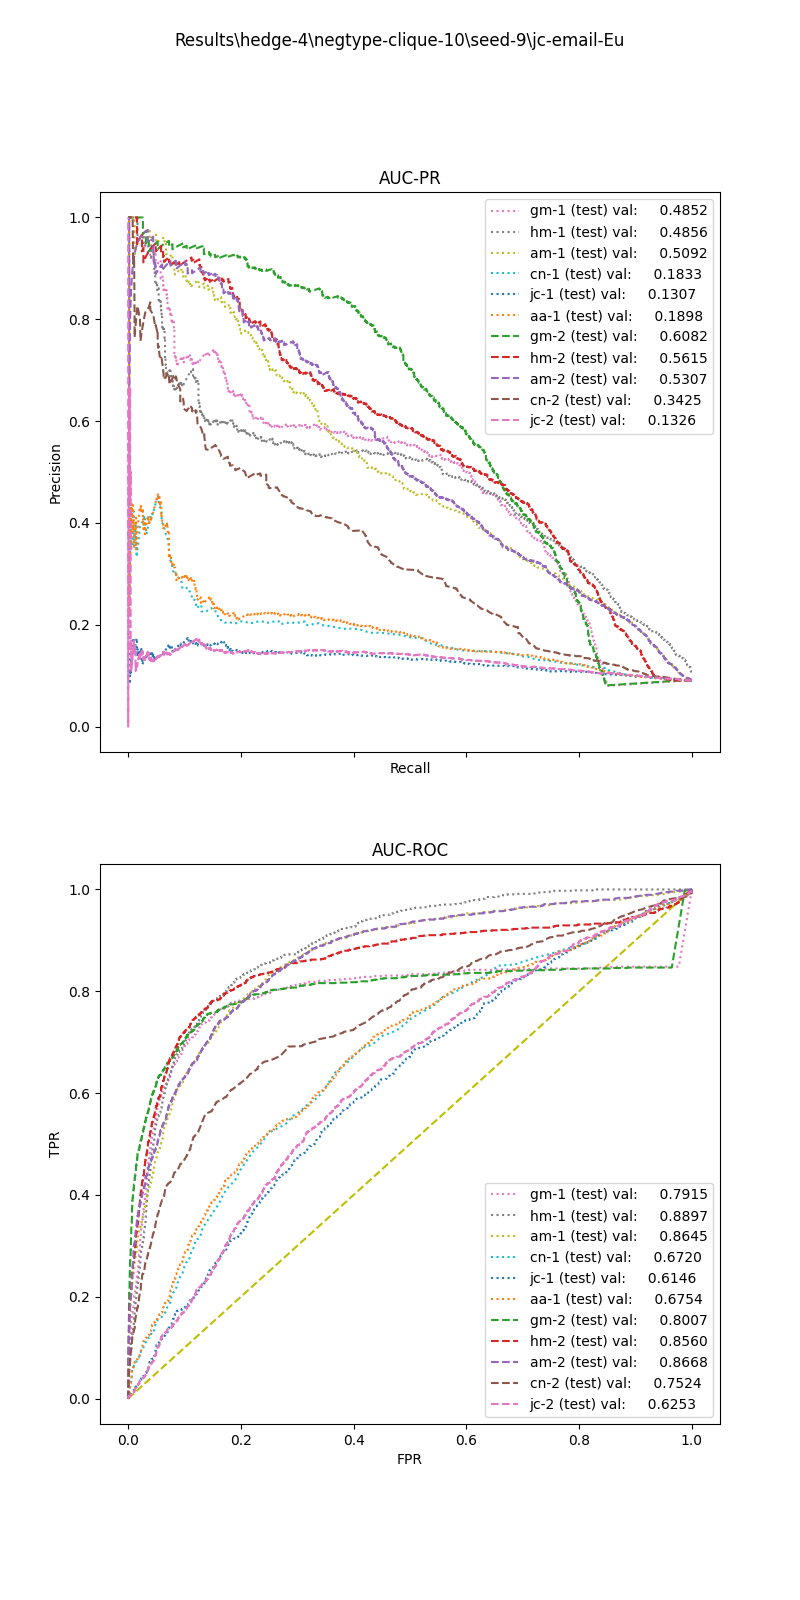 Results\hedge-4\negtype-clique-10\seed-9\jc-email-Eu
AUC-PR
1.0
0.8
0.6
0.4
0.2
0.0
Precision
gm-1 (test) val: 0.4852
hm-1 (test) val: 0.4856
am-1 (test) val: 0.5092
cn-1 (test) val: 0.1833
jc-1 (test) val: 0.1307
aa-1 (test) val: 0.1898
gm-2 (test) val: 0.6082
hm-2 (test) val: 0.5615
am-2 (test) val: 0.5307
cn-2 (test) val: 0.3425
jc-2 (test) val: 0.1326
Recall
AUC-ROC
1.0
0.8
0.6
0.4
0.2
0.0
TPR
gm-1 (test) val: 0.7915
hm-1 (test) val: 0.8897
am-1 (test) val: 0.8645
cn-1 (test) val: 0.6720
jc-1 (test) val: 0.6146
aa-1 (test) val: 0.6754
gm-2 (test) val: 0.8007
hm-2 (test) val: 0.8560
am-2 (test) val: 0.8668
cn-2 (test) val: 0.7524
jc-2 (test) val: 0.6253
0.0 0.2 0.4 0.6 0.8 1.0
FPR